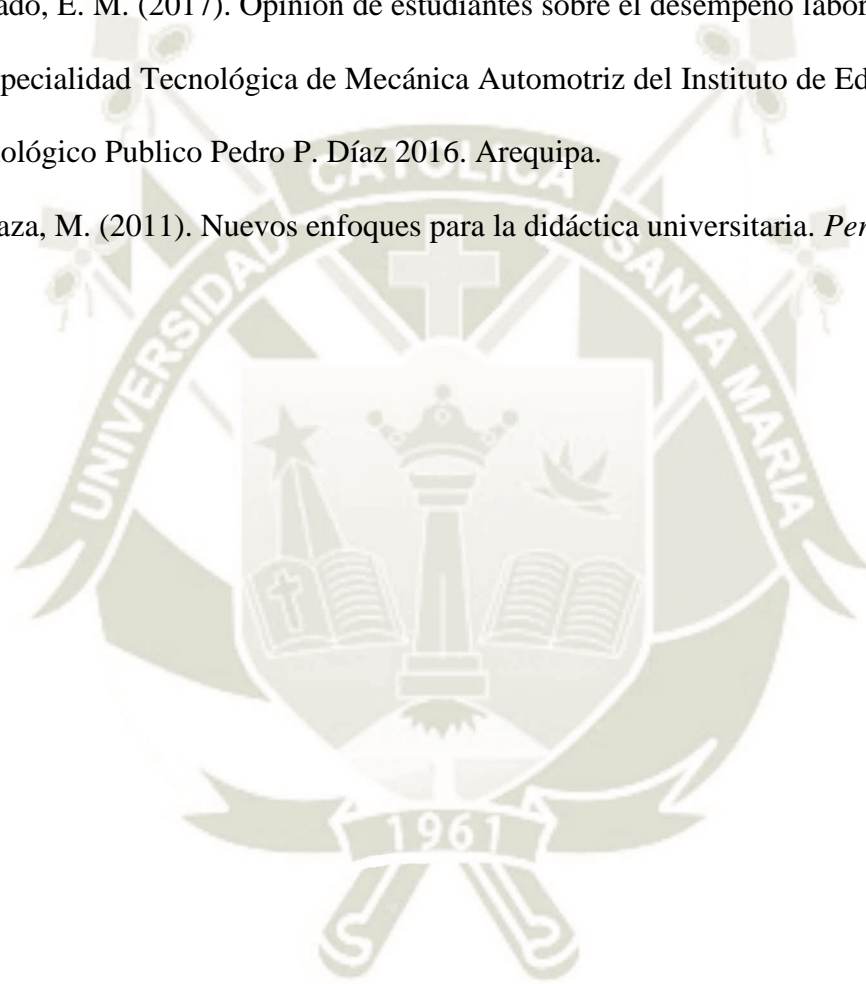 ado, E. M. (2017). Opinión de estudiantes sobre el desempeño labor
pecialidad Tecnológica de Mecánica Automotriz del Instituto de Ed
ológico Publico Pedro P. Díaz 2016. Arequipa.
aza, M. (2011). Nuevos enfoques para la didáctica universitaria. Per
UNIVERSIDAD CATOLICA SANTA MARIA
1961